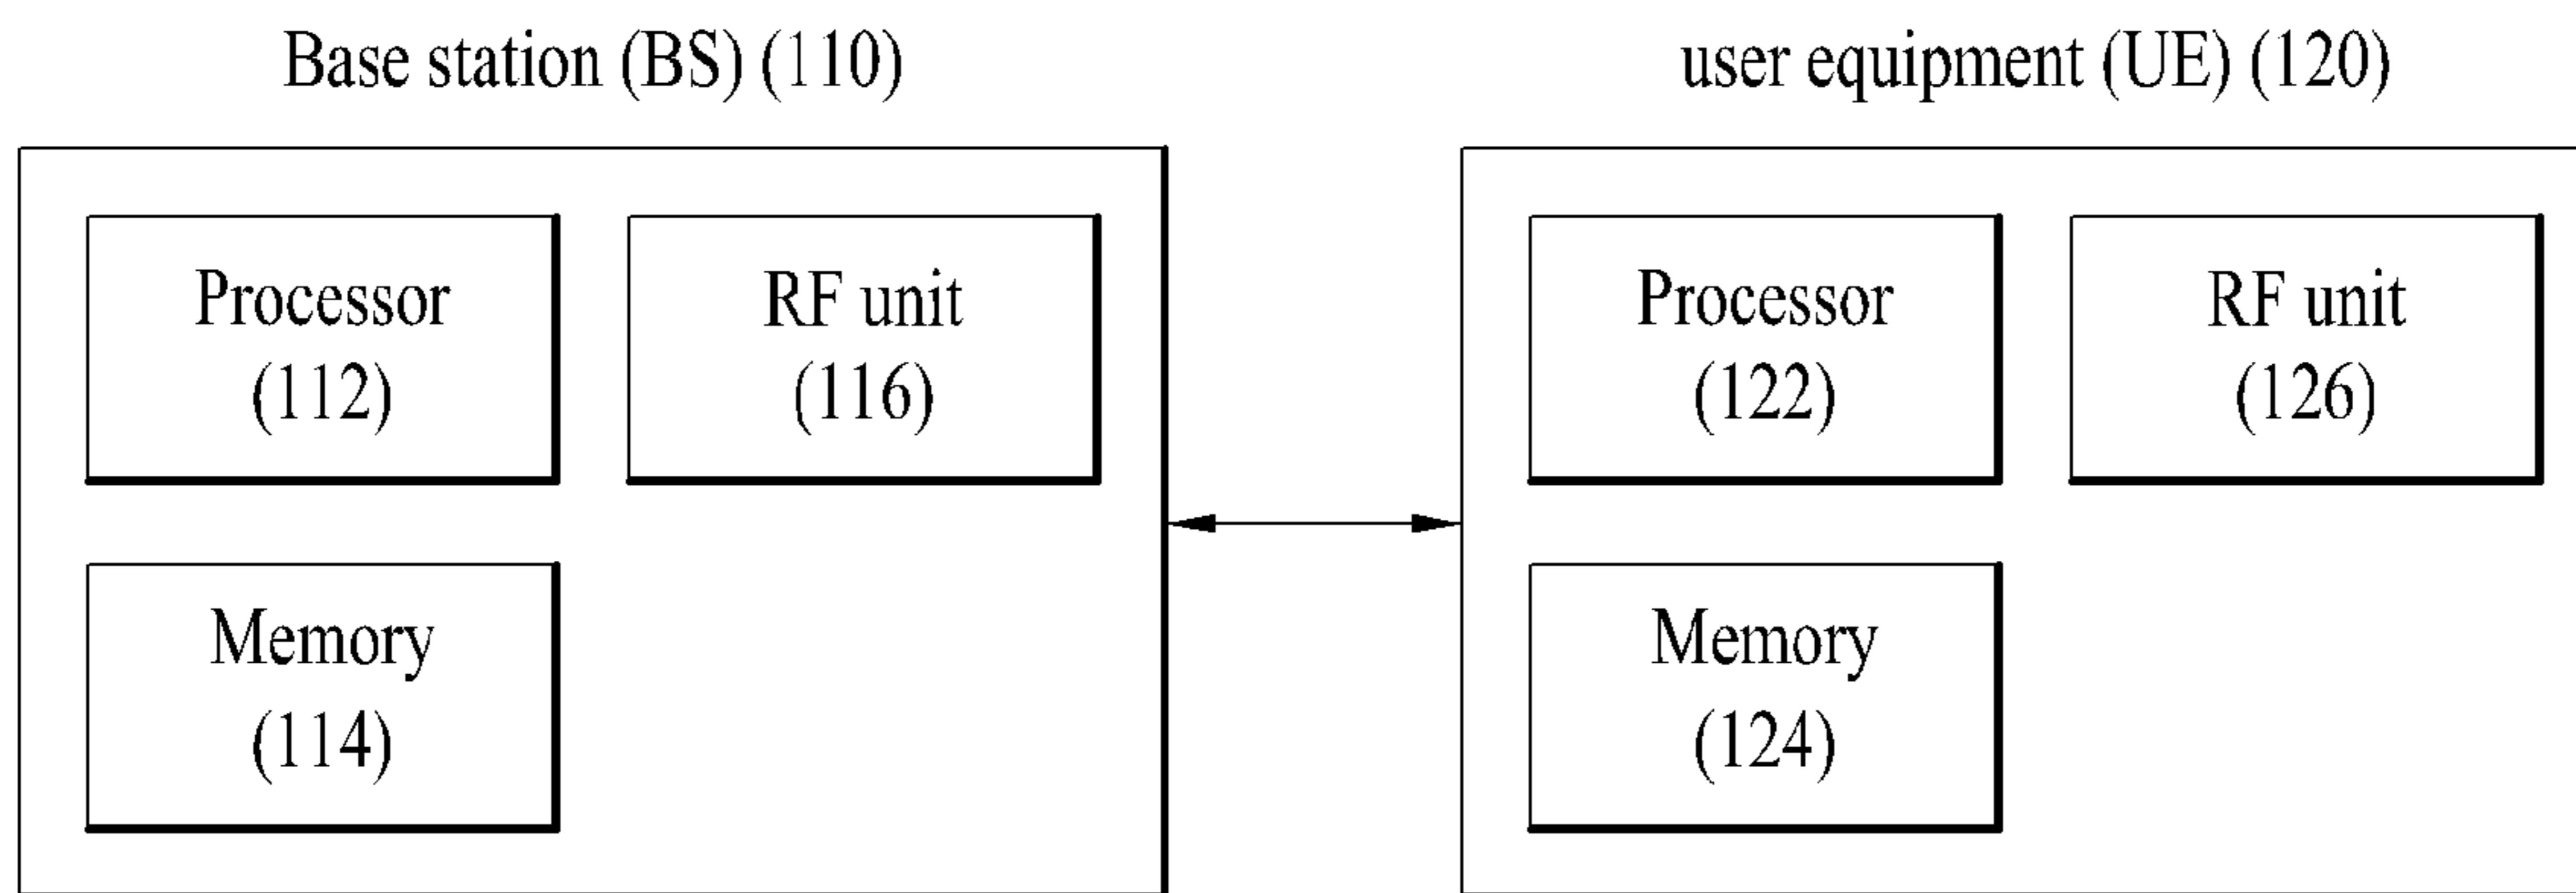 Base station (BS) (110)
user equipment (UE) (120)
Processor
(112)
RF unit
(116)
Memory
(114)
Processor
(122)
RF unit
(126)
Memory
(124)